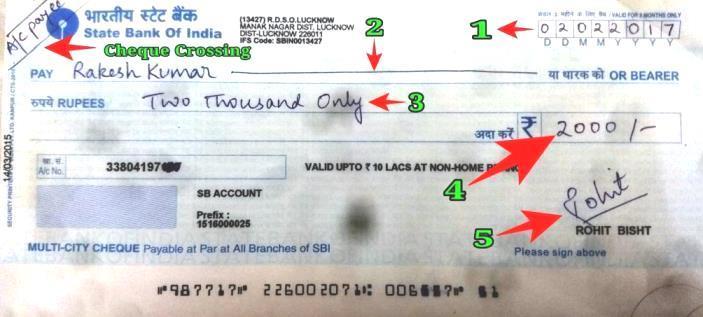 A/c payee
भारतीय स्टेट बैंक
State Bank Of India
(13427) R.D.S.O.LUCKNOW
MANAK NAGAR DIST. LUCKNOW
DIST-LUCKNOW 226011
IFS Code: SBIN0013427
VALID FOR 3 MONTHS ONLY
1
0 2 0 2 2 0 1 7
D D M M Y Y Y Y
Cheque Crossing
2
PAY Rakesh Kumar या धारक को OR BEARER
रुपये RUPEES Two Thousand Only 3
अदा करें ₹ 2000/-
14/03/2015
खा. सं.
A/c No. 33804197
VALID UPTO ₹ 10 LACS AT NON-HOME
4
SB ACCOUNT
Prefix :
1516000025
Rohit
5
ROHIT BISHT
MULTI-CITY CHEQUE Payable at Par at All Branches of SBI
Please sign above
⑈987717⑈ 226002071⑆ 006